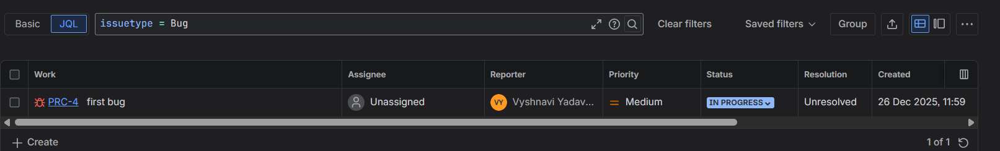 Basic JQL issuetype = Bug Clear filters Saved filters Group
Work Assignee Reporter Priority Status Resolution Created
PRC-4 first bug Unassigned VY Vyshnavi Yadav... Medium IN PROGRESS Unresolved 26 Dec 2025, 11:59
Create 1 of 1